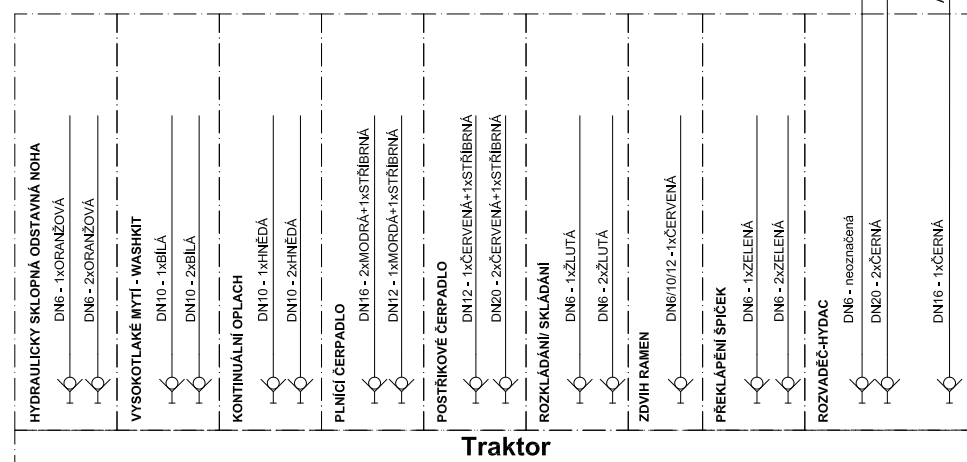 HYDRAULICKY SKLOPNÁ ODSTAVNÁ NOHA
DN6 - 1xORANŽOVÁ
DN6 - 2xORANŽOVÁ
VYSOKOTLAKÉ MYTÍ - WASHKIT
DN10 - 1xBÍLÁ
DN10 - 2xBÍLÁ
KONTINUÁLNÍ OPLACH
DN10 - 1xHNĚDÁ
DN10 - 2xHNĚDÁ
PLNÍCÍ ČERPADLO
DN16 - 2xMODRÁ+1xSTŘÍBRNÁ
DN12 - 1xMORDÁ+1xSTŘÍBRNÁ
POSTŘIKOVÉ ČERPADLO
DN12 - 1xČERVENÁ+1xSTŘÍBRNÁ
DN20 - 2xČERVENÁ+1xSTŘÍBRNÁ
ROZKLÁDÁNÍ/ SKLÁDÁNÍ
DN6 - 1xŽLUTÁ
DN6 - 2xŽLUTÁ
ZDVIH RAMEN
DN6/10/12 -1xČERVENÁ
PŘEKLÁPĚNÍ ŠPIČEK
DN6 - 1xZELENÁ
DN6 - 2xZELENÁ
ROZVADĚČ-HYDAC
DN6 - neoznačená
DN20 - 2xČERNÁ
DN16 - 1xČERNÁ
Traktor